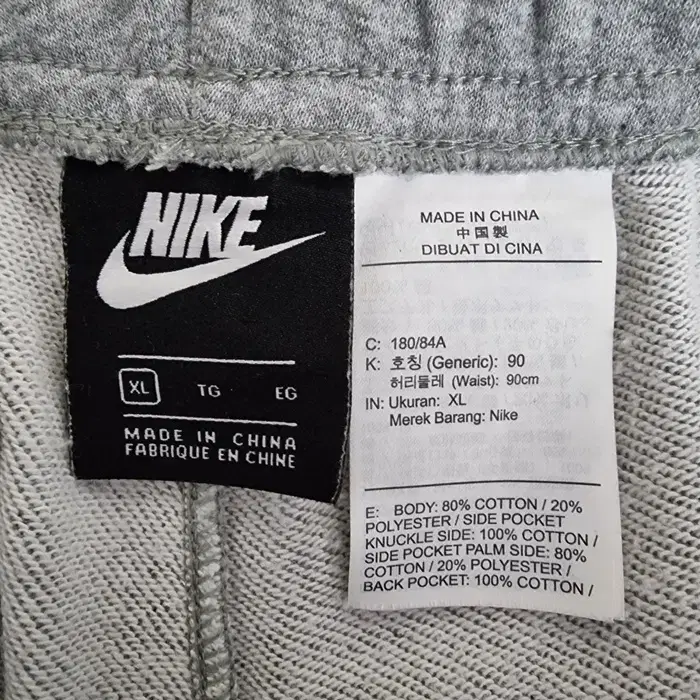 NIKE
XL TG EG
MADE IN CHINA
FABRIQUE EN CHINE
MADE IN CHINA
中国製
DIBUAT DI CINA
C: 180/84A
K: 호칭 (Generic): 90
허리둘레 (Waist): 90cm
IN: Ukuran: XL
Merek Barang: Nike
E: BODY: 80% COTTON / 20%
POLYESTER / SIDE POCKET
KNUCKLE SIDE: 100% COTTON /
SIDE POCKET PALM SIDE: 80%
COTTON / 20% POLYESTER /
BACK POCKET: 100% COTTON /